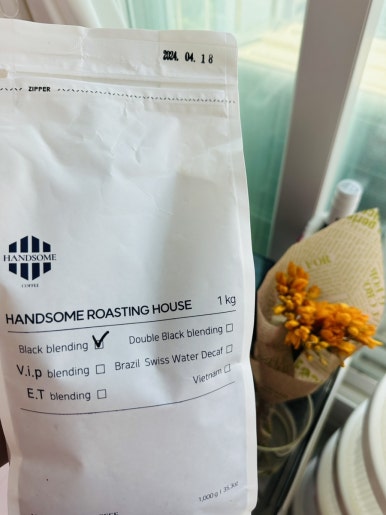 2024. 04. 18
ZIPPER
HANDSOME
COFFEE
HANDSOME ROASTING HOUSE 1 kg
Black blending ☑ Double Black blending ☐
V.i.p blending ☐ Brazil Swiss Water Decaf ☐
E.T blending ☐ Vietnam ☐
1,000g | 35.3oz
FOR